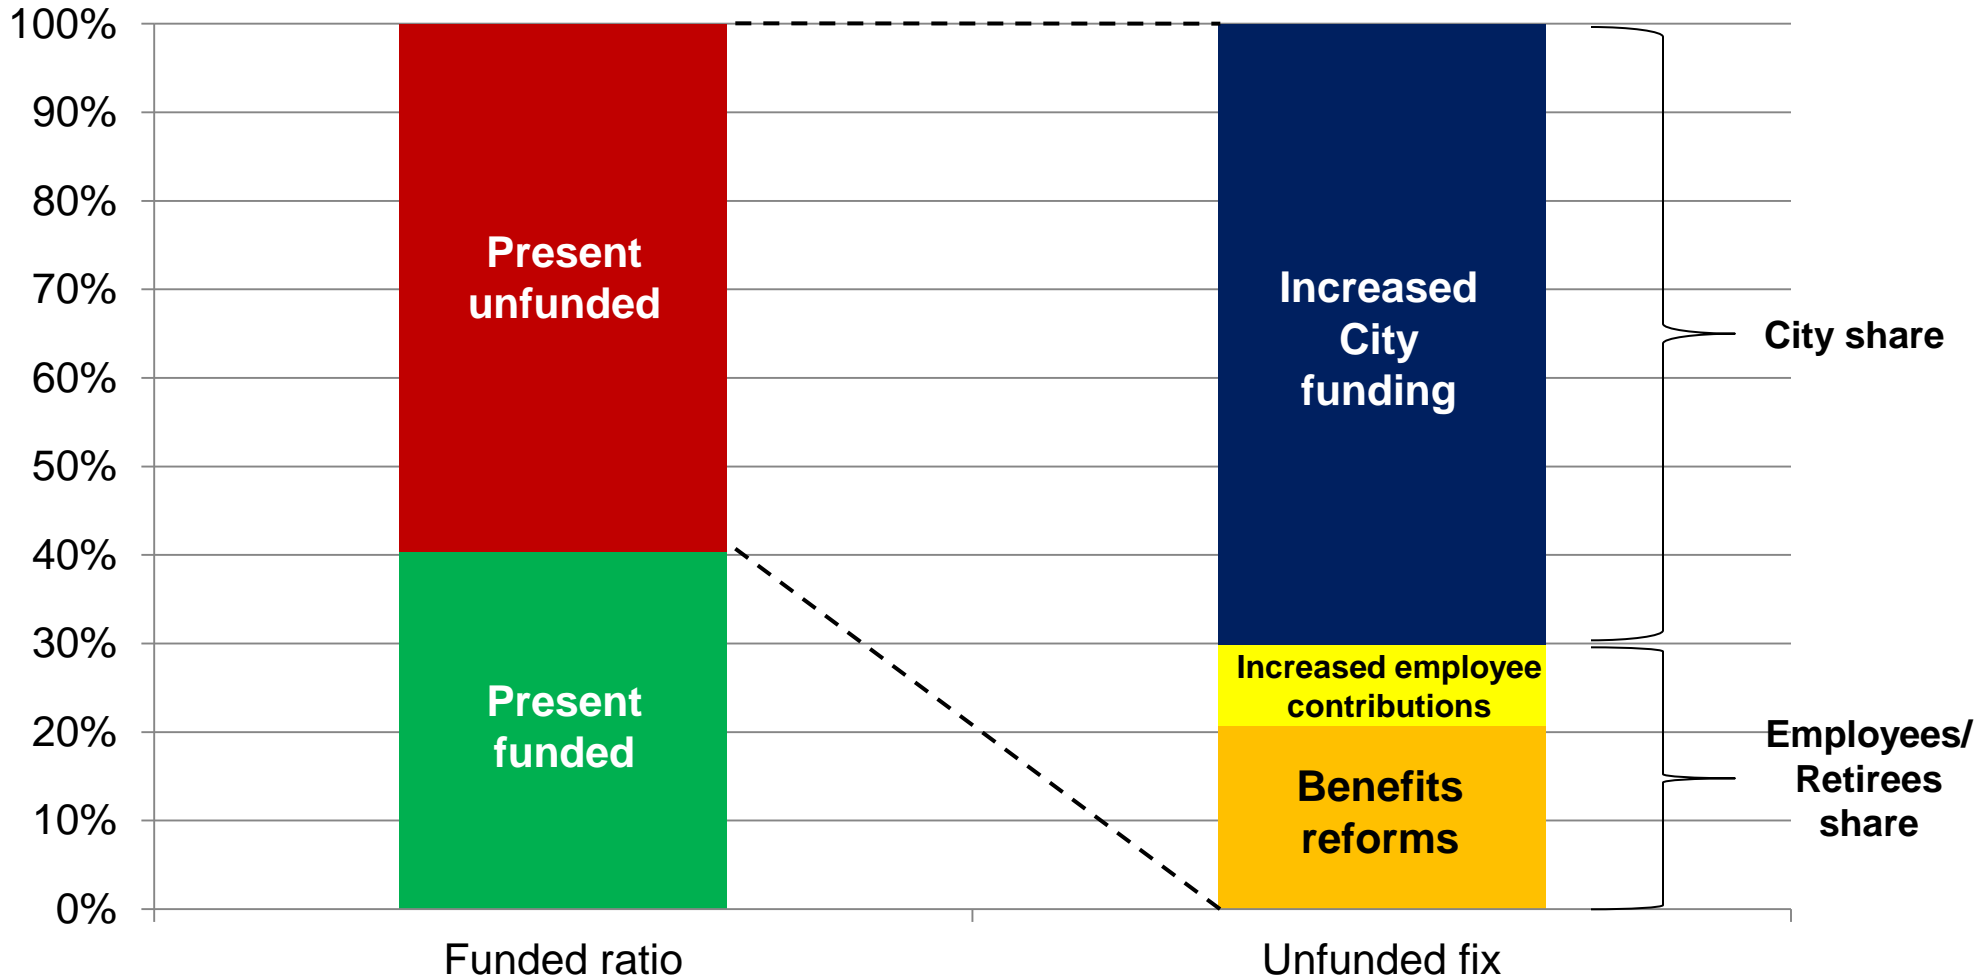 100%
90%
80%
70%
60%
50%
40%
30%
20%
10%
0%
Present
unfunded
Present
funded
Increased
City
funding
Increased employee
contributions
Benefits
reforms
City share
Employees/
Retirees
share
Funded ratio
Unfunded fix